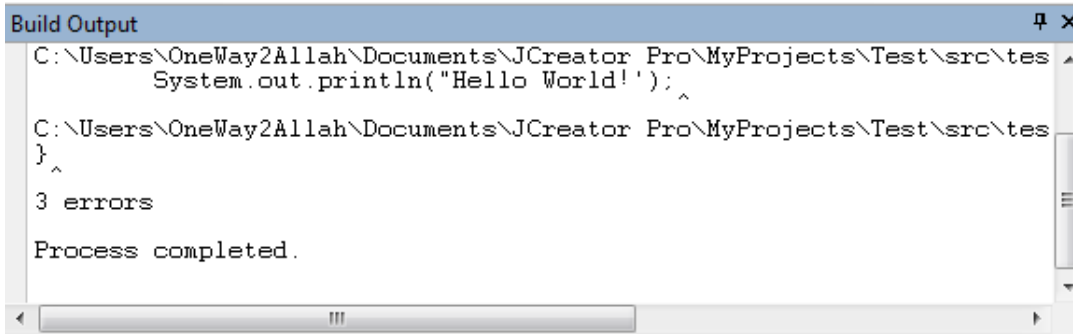 Build Output
C:\Users\OneWay2Allah\Documents\JCreator Pro\MyProjects\Test\src\tes
System.out.println("Hello World!');
^
C:\Users\OneWay2Allah\Documents\JCreator Pro\MyProjects\Test\src\tes
}
^
3 errors
Process completed.